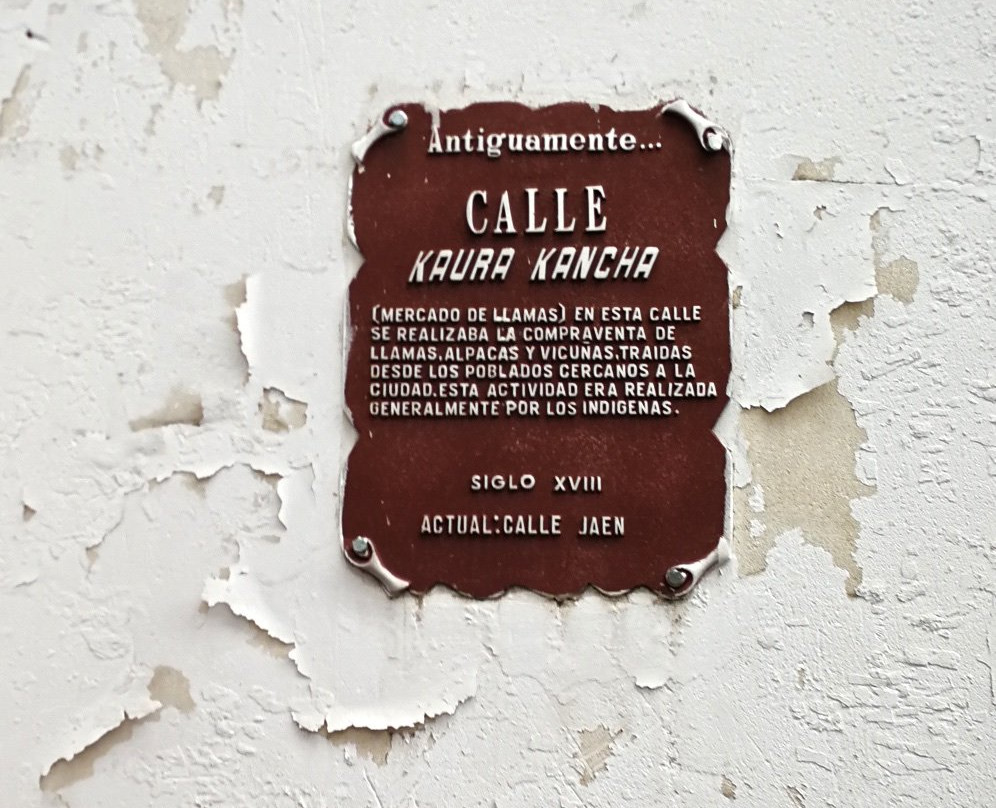 Antiguamente...
CALLE
KAURA KANCHA
(MERCADO DE LLAMAS) EN ESTA CALLE
SE REALIZABA LA COMPRAVENTA DE
LLAMAS,ALPACAS Y VICUÑAS,TRAIDAS
DESDE LOS POBLADOS CERCANOS A LA
CIUDAD.ESTA ACTIVIDAD ERA REALIZADA
GENERALMENTE POR LOS INDIGENAS.
SIGLO XVIII
ACTUAL:CALLE JAEN